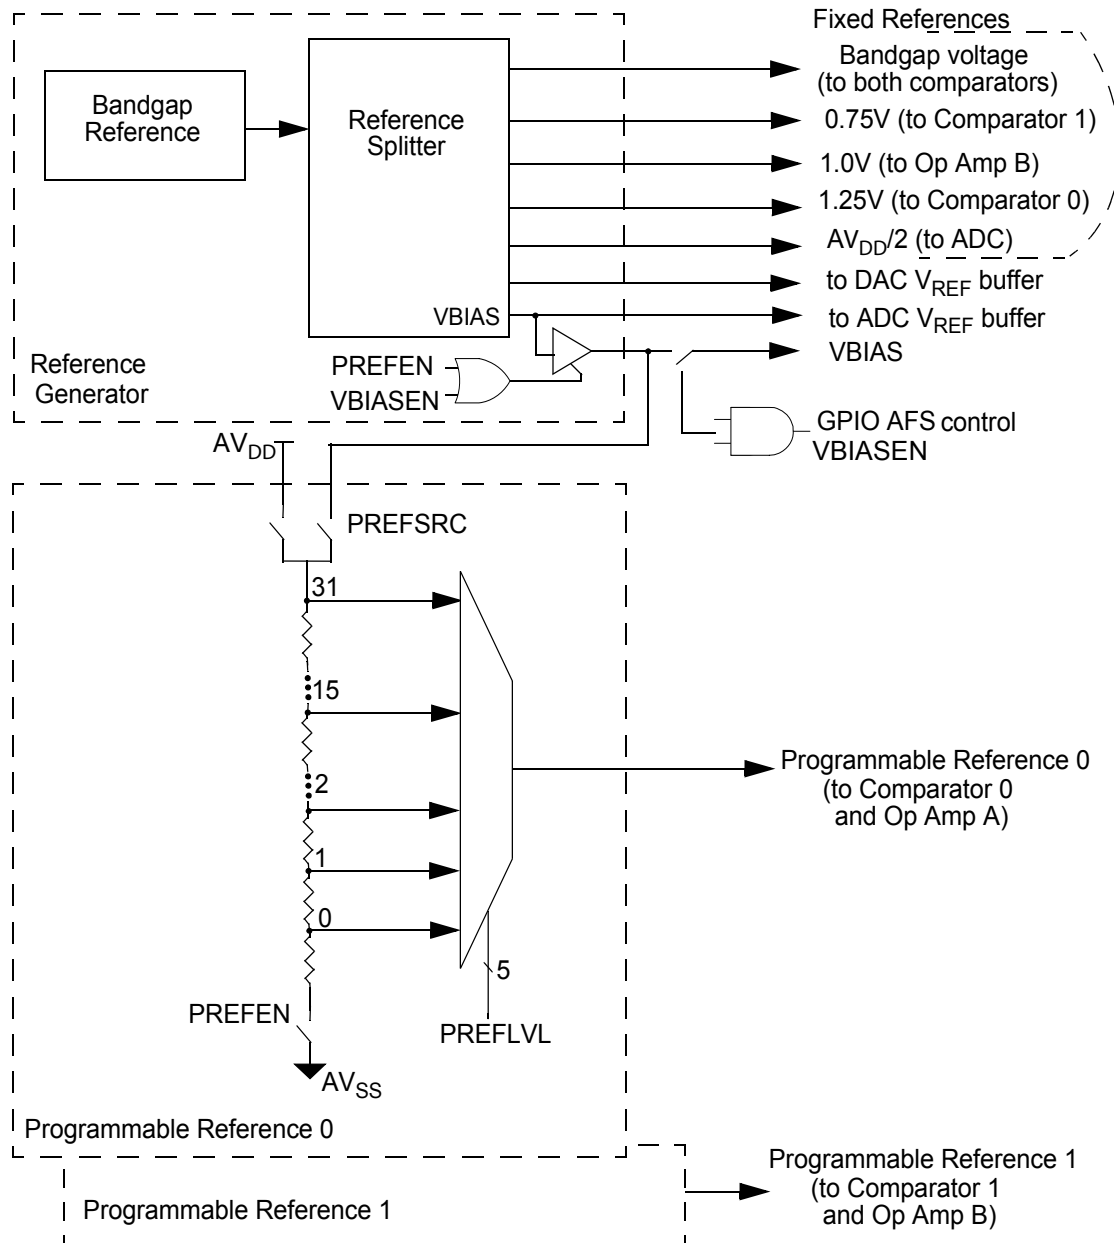 Fixed References
Bandgap voltage
(to both comparators)
Bandgap
Reference
Reference
Splitter
0.75V (to Comparator 1)
1.0V (to Op Amp B)
1.25V (to Comparator 0)
AVDD/2 (to ADC)
to DAC VREF buffer
VBIAS
to ADC VREF buffer
VBIAS
PREFEN
VBIASEN
Reference
Generator
GPIO AFS control
VBIASEN
AVDD
PREFSRC
31
15
2
1
0
5
PREFEN
PREFLVL
AVSS
Programmable Reference 0
(to Comparator 0
and Op Amp A)
Programmable Reference 0
Programmable Reference 1
(to Comparator 1
and Op Amp B)
Programmable Reference 1